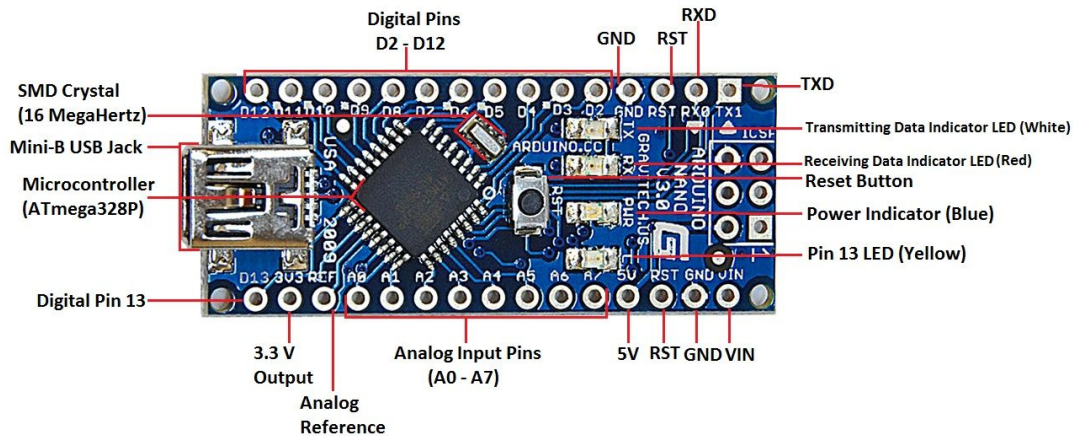 Digital Pins
D2 - D12
GND
RST
RXD
TXD
SMD Crystal
(16 MegaHertz)
Mini-B USB Jack
Microcontroller
(ATmega328P)
Digital Pin 13
3.3 V
Output
Analog
Reference
Analog Input Pins
(A0 - A7)
5V
RST
GND
VIN
Transmitting Data Indicator LED (White)
Receiving Data Indicator LED (Red)
Reset Button
Power Indicator (Blue)
Pin 13 LED (Yellow)
D12 D11 D10 D9 D8 D7 D6 D5 D4 D3 D2 GND RST RX0 TX1
ICSP
ARDUINO.CC
TX
RX
PWR
L
RST
USA
2009
GRAVITECH.US
ARDUINO
NANO
V3.0
D13 3V3 REF A0 A1 A2 A3 A4 A5 A6 A7 5V RST GND VIN